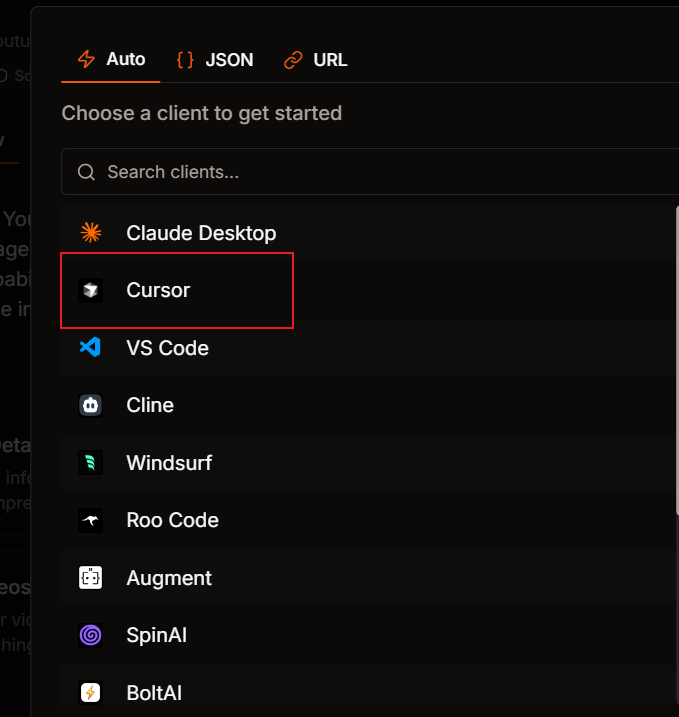 Auto
{} JSON
URL
Choose a client to get started
Search clients...
Claude Desktop
Cursor
VS Code
Cline
Windsurf
Roo Code
Augment
SpinAI
BoltAI